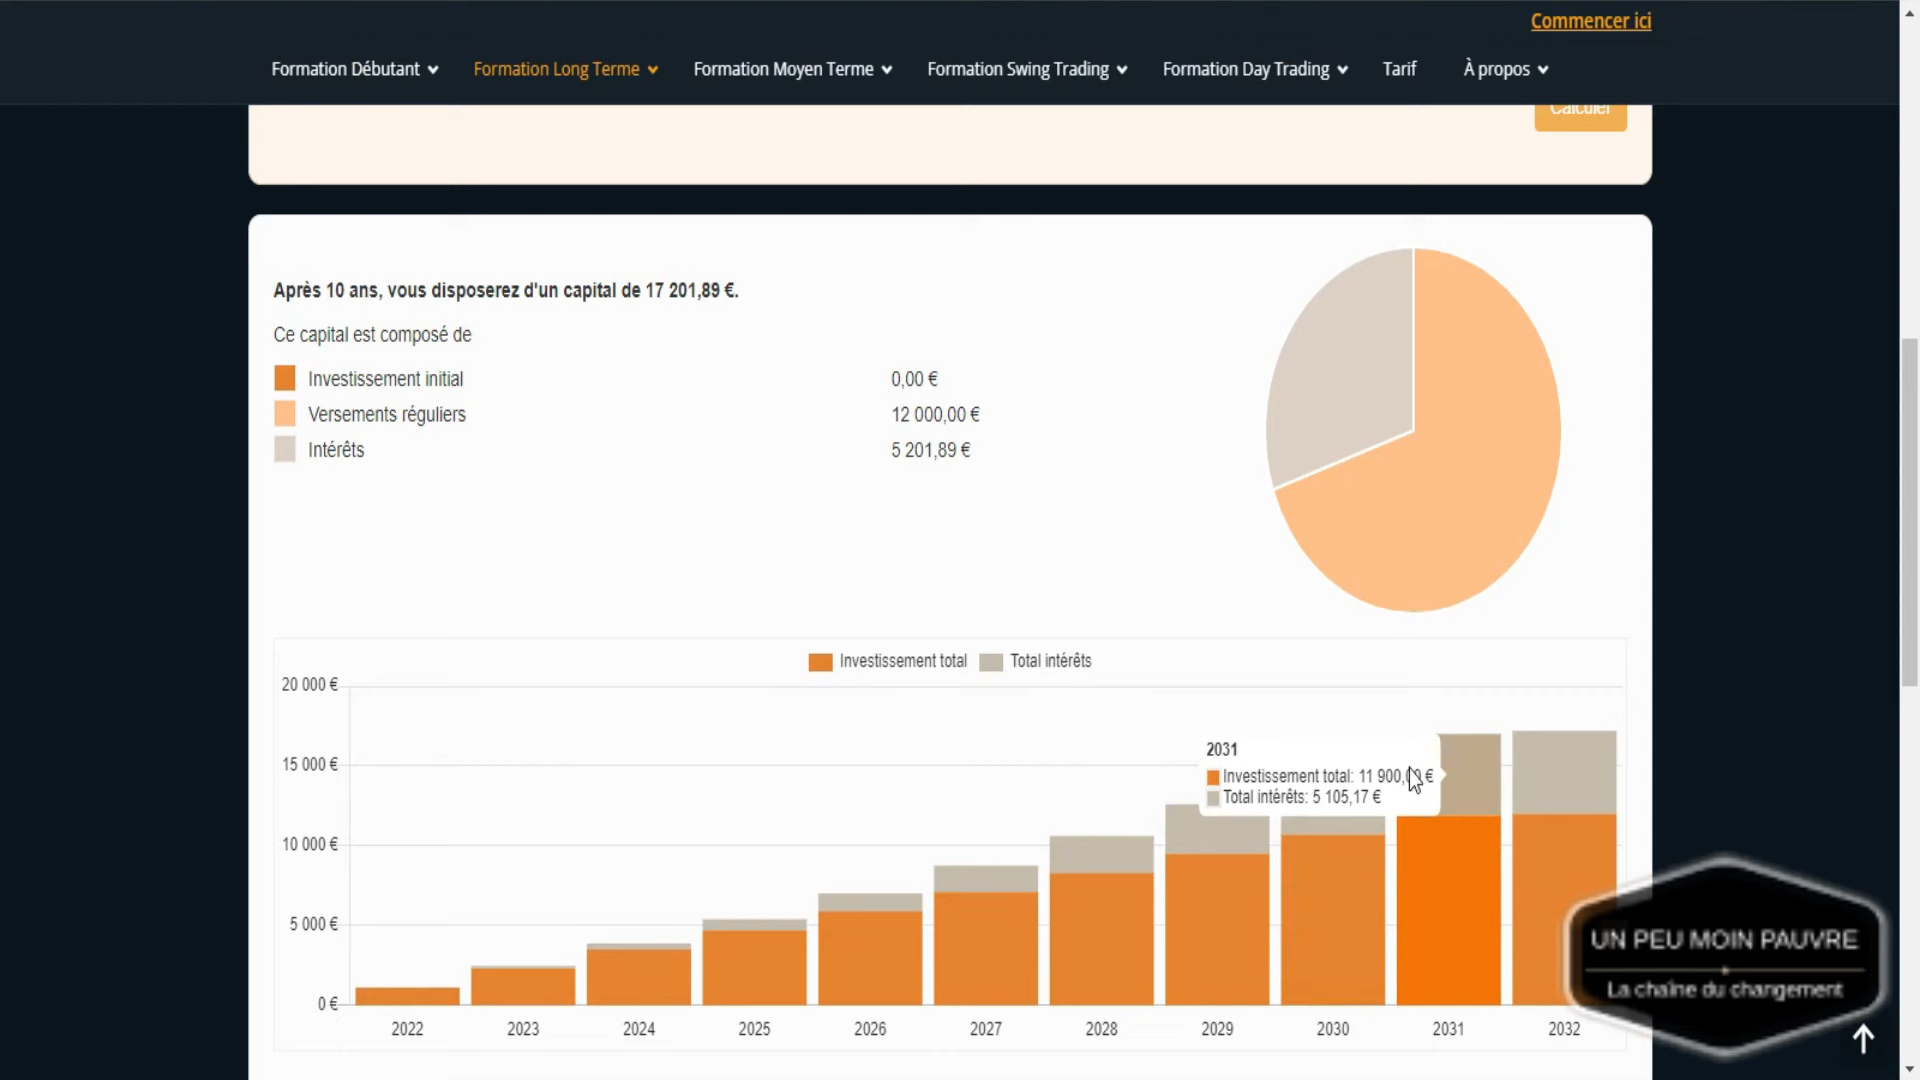 Commencer ici
Formation Débutant
Formation Long Terme
Formation Moyen Terme
Formation Swing Trading
Formation Day Trading
Tarif
À propos
Calculer
Après 10 ans, vous disposerez d'un capital de 17 201,89 €.
Ce capital est composé de
Investissement initial 0,00 €
Versements réguliers 12 000,00 €
Intérêts 5 201,89 €
Investissement total Total intérêts
20 000 €
15 000 €
10 000 €
5 000 €
0 €
2031
Investissement total: 11 900,00 €
Total intérêts: 5 105,17 €
2022 2023 2024 2025 2026 2027 2028 2029 2030 2031 2032
UN PEU MOIN PAUVRE
La chaîne du changement